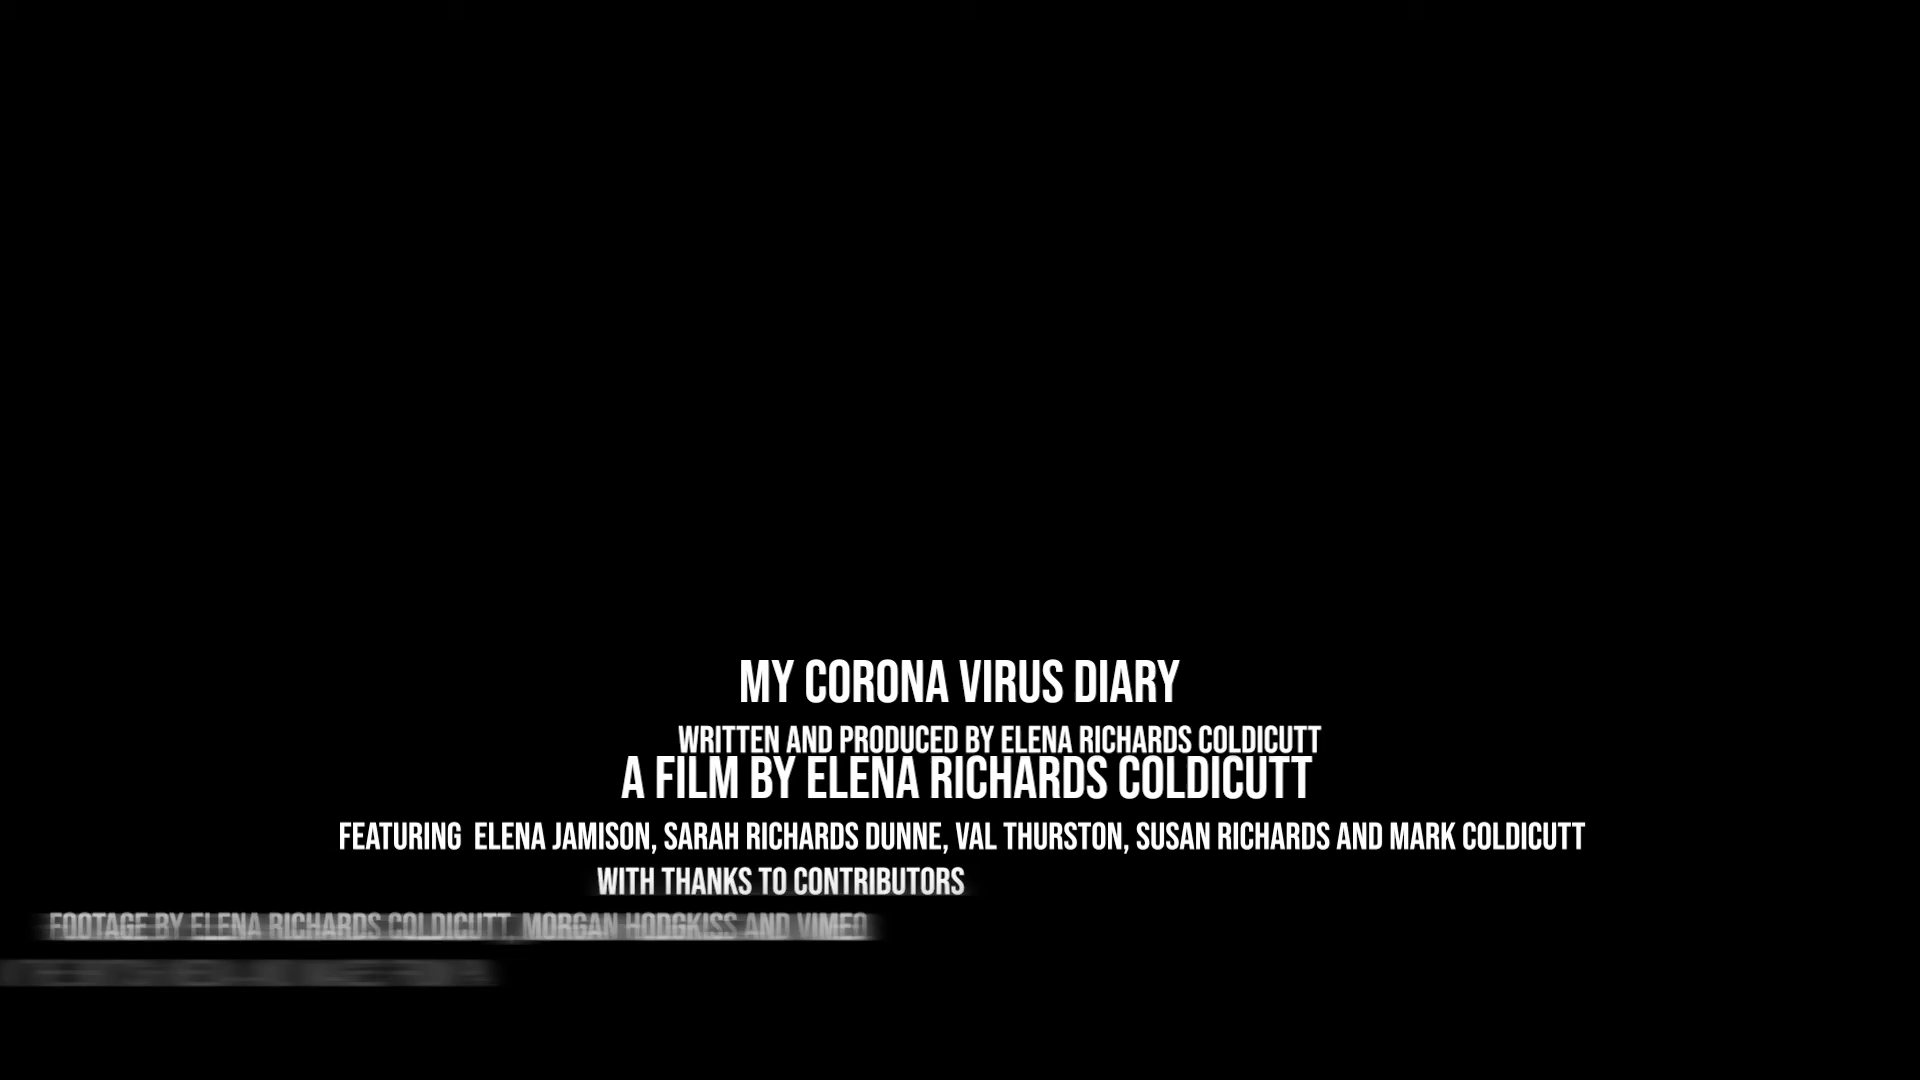 MY CORONA VIRUS DIARY
WRITTEN AND PRODUCED BY ELENA RICHARDS COLDICUTT
A FILM BY ELENA RICHARDS COLDICUTT
FEATURING ELENA JAMISON, SARAH RICHARDS DUNNE, VAL THURSTON, SUSAN RICHARDS AND MARK COLDICUTT
WITH THANKS TO CONTRIBUTORS
FOOTAGE BY ELENA RICHARDS COLDICUTT, MORGAN HODGKISS AND VIMEO